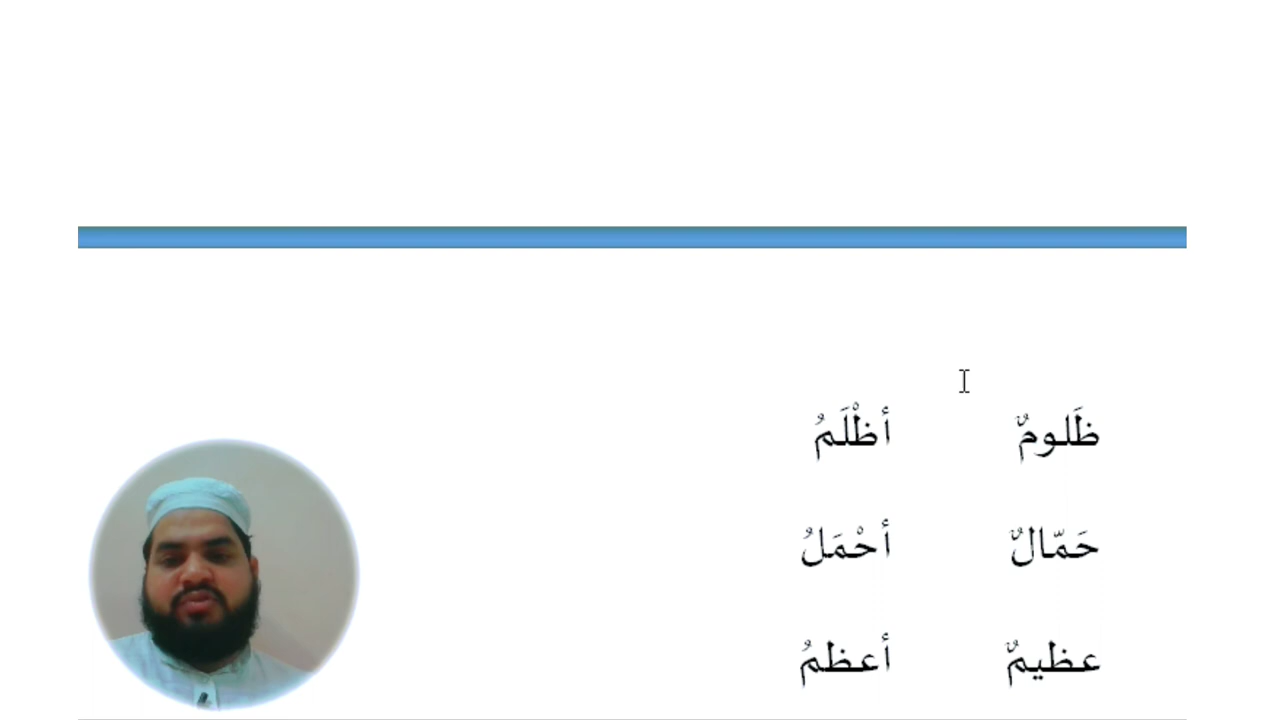 ظَلومٌ أظْلَمُ
حَمّالٌ أحْمَلُ
عظيمٌ أعظمُ